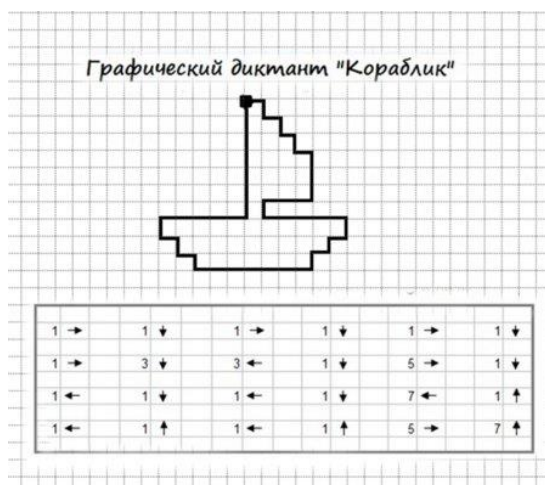 Графический диктант "Кораблик"
1 → 1 ↓ 1 → 1 ↓ 1 → 1 ↓
1 → 3 ↓ 3 ← 1 ↓ 5 → 1 ↓
1 ← 1 ↓ 1 ← 1 ↓ 7 ← 1 ↑
1 ← 1 ↑ 1 ← 1 ↑ 5 → 7 ↑